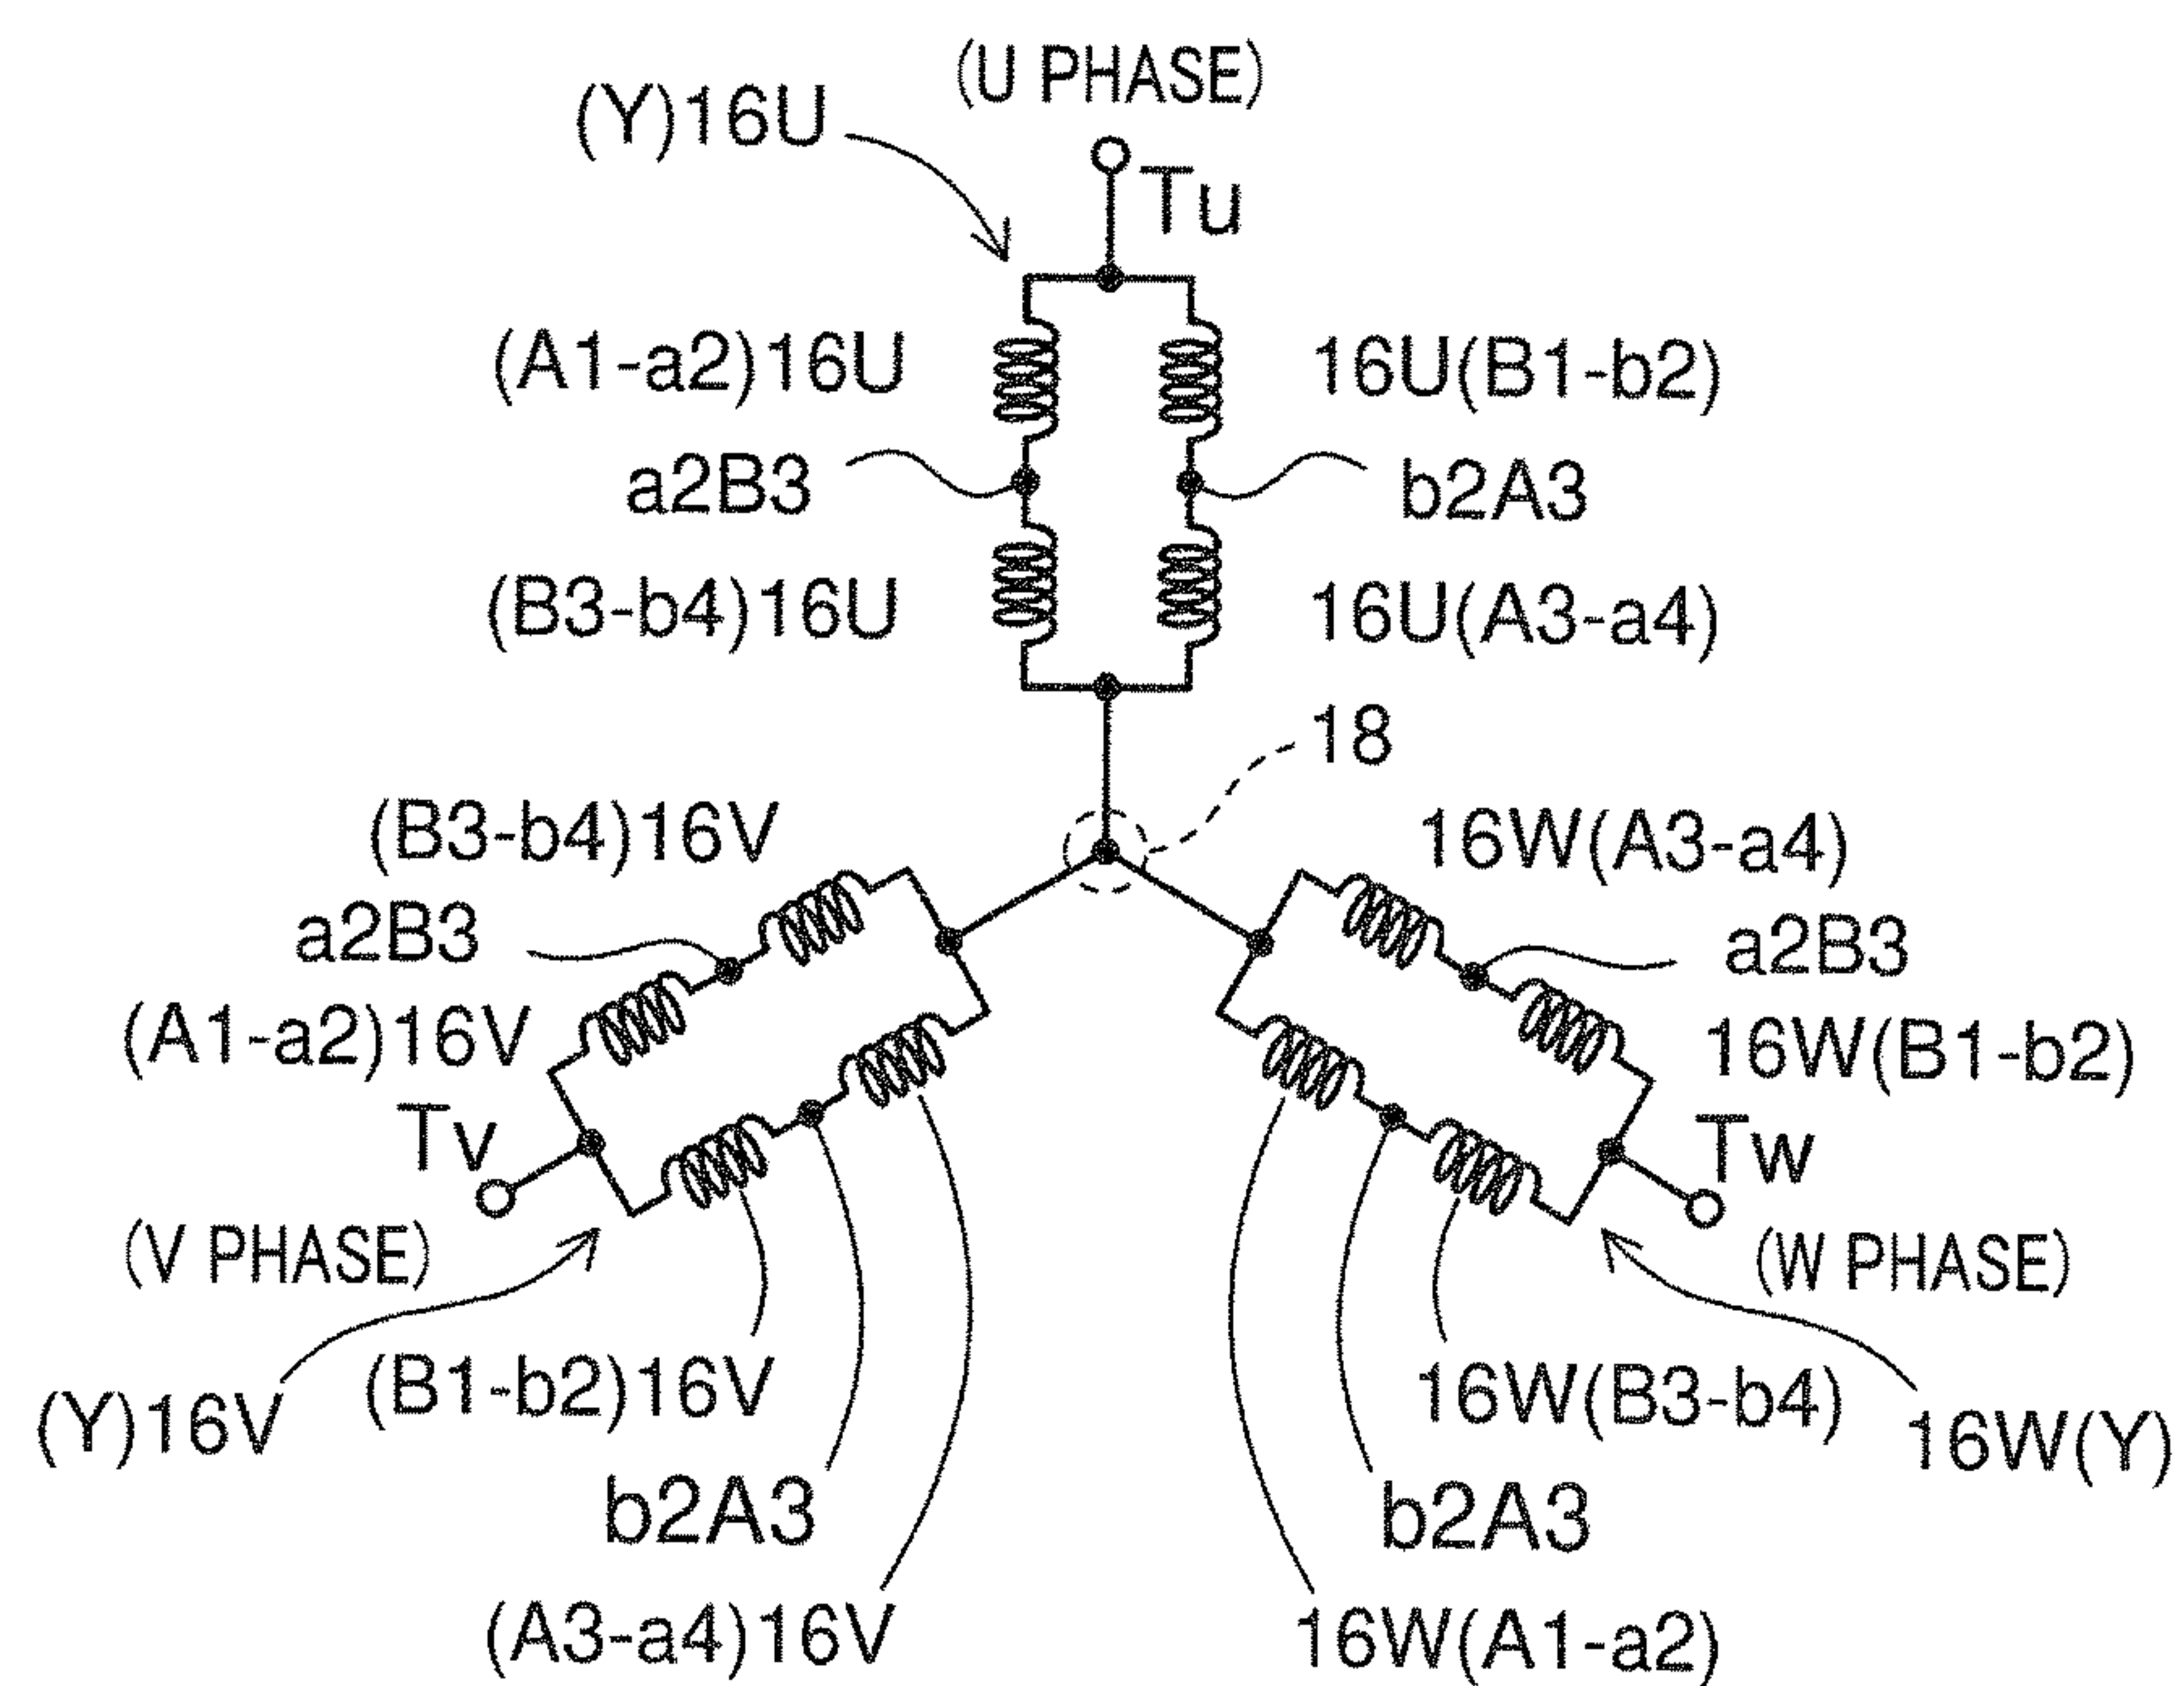 (U PHASE)
(Y)16U
Tu
(A1-a2)16U
16U(B1-b2)
a2B3
b2A3
(B3-b4)16U
16U(A3-a4)
18
(B3-b4)16V
16W(A3-a4)
a2B3
a2B3
(A1-a2)16V
16W(B1-b2)
Tv
Tw
(V PHASE)
(W PHASE)
(B1-b2)16V
16W(B3-b4)
(Y)16V
16W(Y)
b2A3
b2A3
(A3-a4)16V
16W(A1-a2)